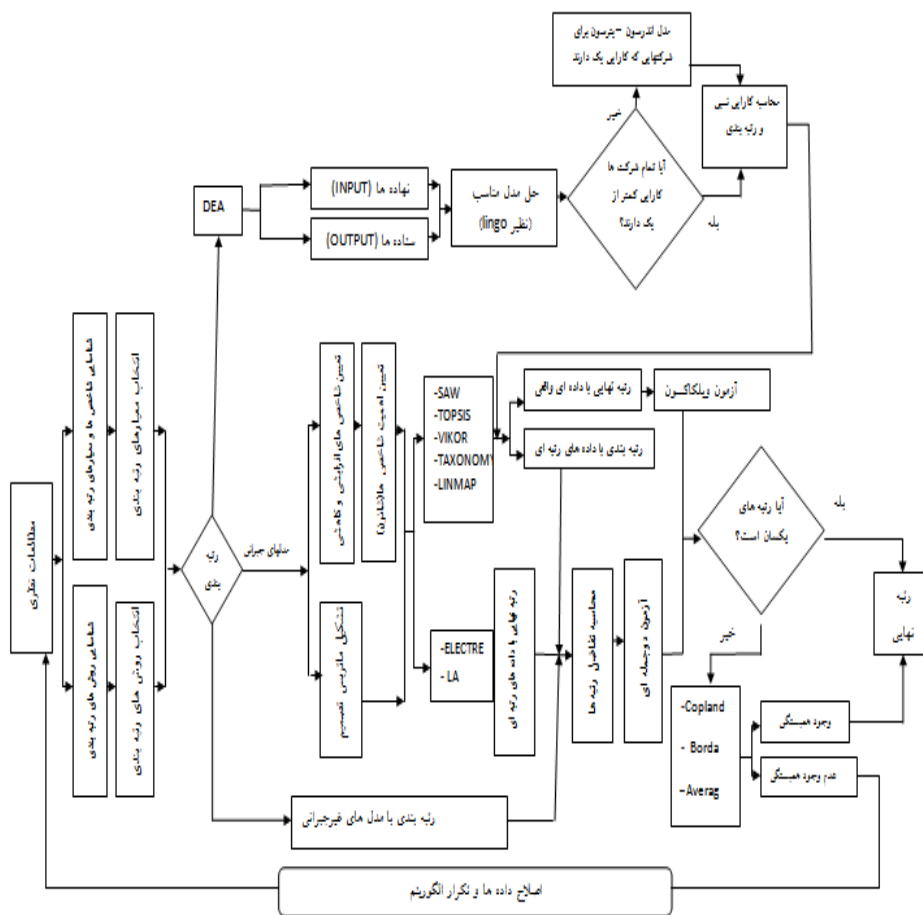 مدل اندرسون –پترسون برای
شرکتهایی که کارایی یک دارند
محاسبه کارایی نسبی
و رتبه بندی
خیر
آیا تمام شرکت ها
کارایی کمتر از
یک دارند؟
بله
DEA
نهاده ها (INPUT)
ستاده ها (OUTPUT)
حل مدل مناسب
(نظیر lingo)
مطالعات نظری
شناسایی شاخص ها و معیارهای رتبه بندی
انتخاب معیارهای رتبه بندی
شناسایی روش های رتبه بندی
انتخاب روش های رتبه بندی
رتبه
بندی
مدلهای جبرانی
تعیین شاخص های افزایشی و کاهشی
تعیین اهمیت شاخص ها(شانون)
تشکیل ماتریس تصمیم
-SAW
-TOPSIS
-VIKOR
-TAXONOMY
-LINMAP
-ELECTRE
- LA
رتبه نهایی با داده ای واقعی
رتبه بندی با داده های رتبه ای
آزمون ویلکاکسون
رتبه نهایی با داده های رتبه ای
محاسبه تفاضل رتبه‌ها
آزمون دوجمله ای
آیا رتبه های
یکسان است؟
بله
خیر
رتبه
نهایی
-Copland
- Borda
-Averag
وجود همبستگی
عدم وجود همبستگی
رتبه بندی با مدل های غیرجبرانی
اصلاح داده ها و تکرار الگوریتم